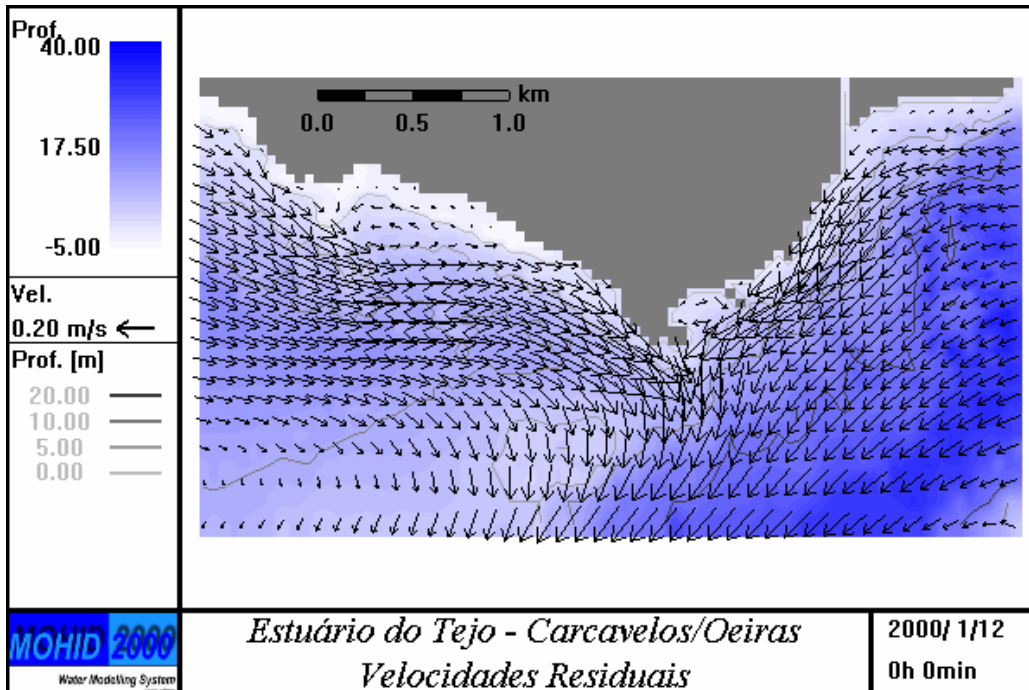 Prof.
40.00
17.50
-5.00
km
0.0 0.5 1.0
Vel.
0.20 m/s
Prof. [m]
20.00
10.00
5.00
0.00
MOHID 2000
Water Modelling System
Estuário do Tejo - Carcavelos/Oeiras
Velocidades Residuais
2000/ 1/12
0h 0min